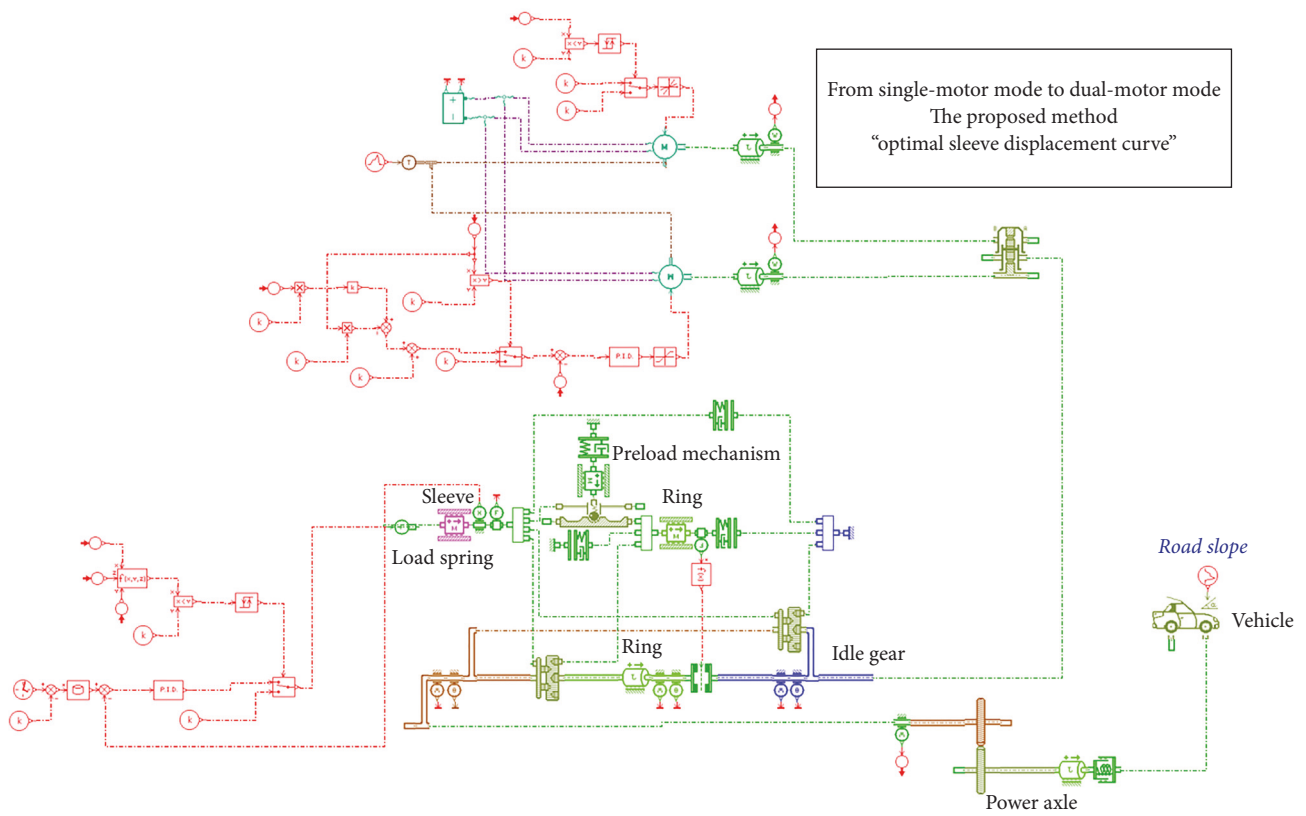 From single-motor mode to dual-motor mode
The proposed method
“optimal sleeve displacement curve”
k
x < y
k
k
+
M
T
k
x > y
M
k
k
k
k
k
P.I.D.
Preload mechanism
Sleeve
Ring
M
Load spring
f(x)
Road slope
f(x,y,z)
x < y
k
Vehicle
Ring
Idle gear
P.I.D.
k
k
Power axle